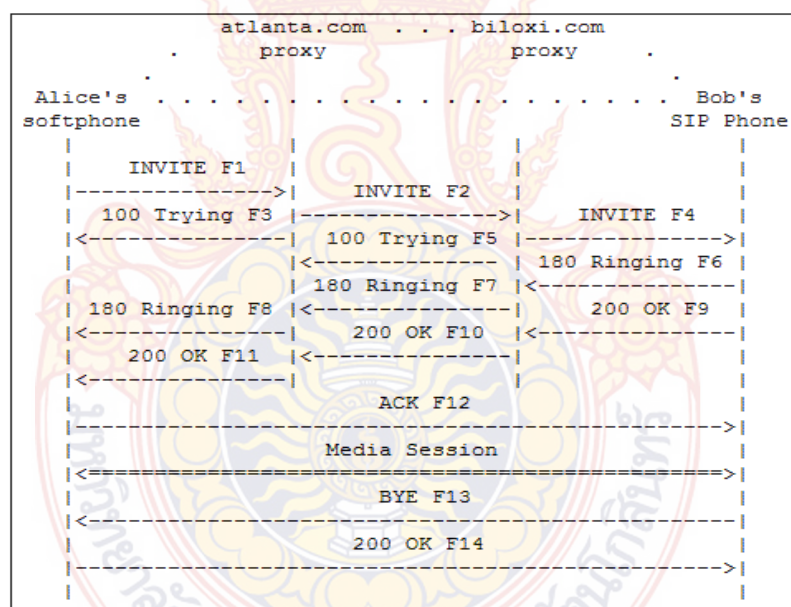 atlanta.com . . . biloxi.com
. proxy proxy .
. .
Alice's . . . . . . . . . . . . . . . . . . . . Bob's
softphone SIP Phone
| | | |
| INVITE F1 | | |
|--------------->| INVITE F2 | |
| 100 Trying F3 |--------------->| INVITE F4 |
|<---------------| 100 Trying F5 |--------------->|
| |<-------------- | 180 Ringing F6 |
| | 180 Ringing F7 |<---------------|
| 180 Ringing F8 |<---------------| 200 OK F9 |
|<---------------| 200 OK F10 |<---------------|
| 200 OK F11 |<---------------| |
|<---------------| | |
| ACK F12 |
|------------------------------------------------->|
| Media Session |
|<================================================>|
| BYE F13 |
|<-------------------------------------------------|
| 200 OK F14 |
|------------------------------------------------->|
| |